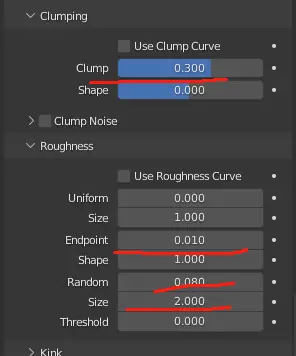 Clumping
Use Clump Curve
Clump 0.300
Shape 0.000
Clump Noise
Roughness
Use Roughness Curve
Uniform 0.000
Size 1.000
Endpoint 0.010
Shape 1.000
Random 0.080
Size 2.000
Threshold 0.000
Kink